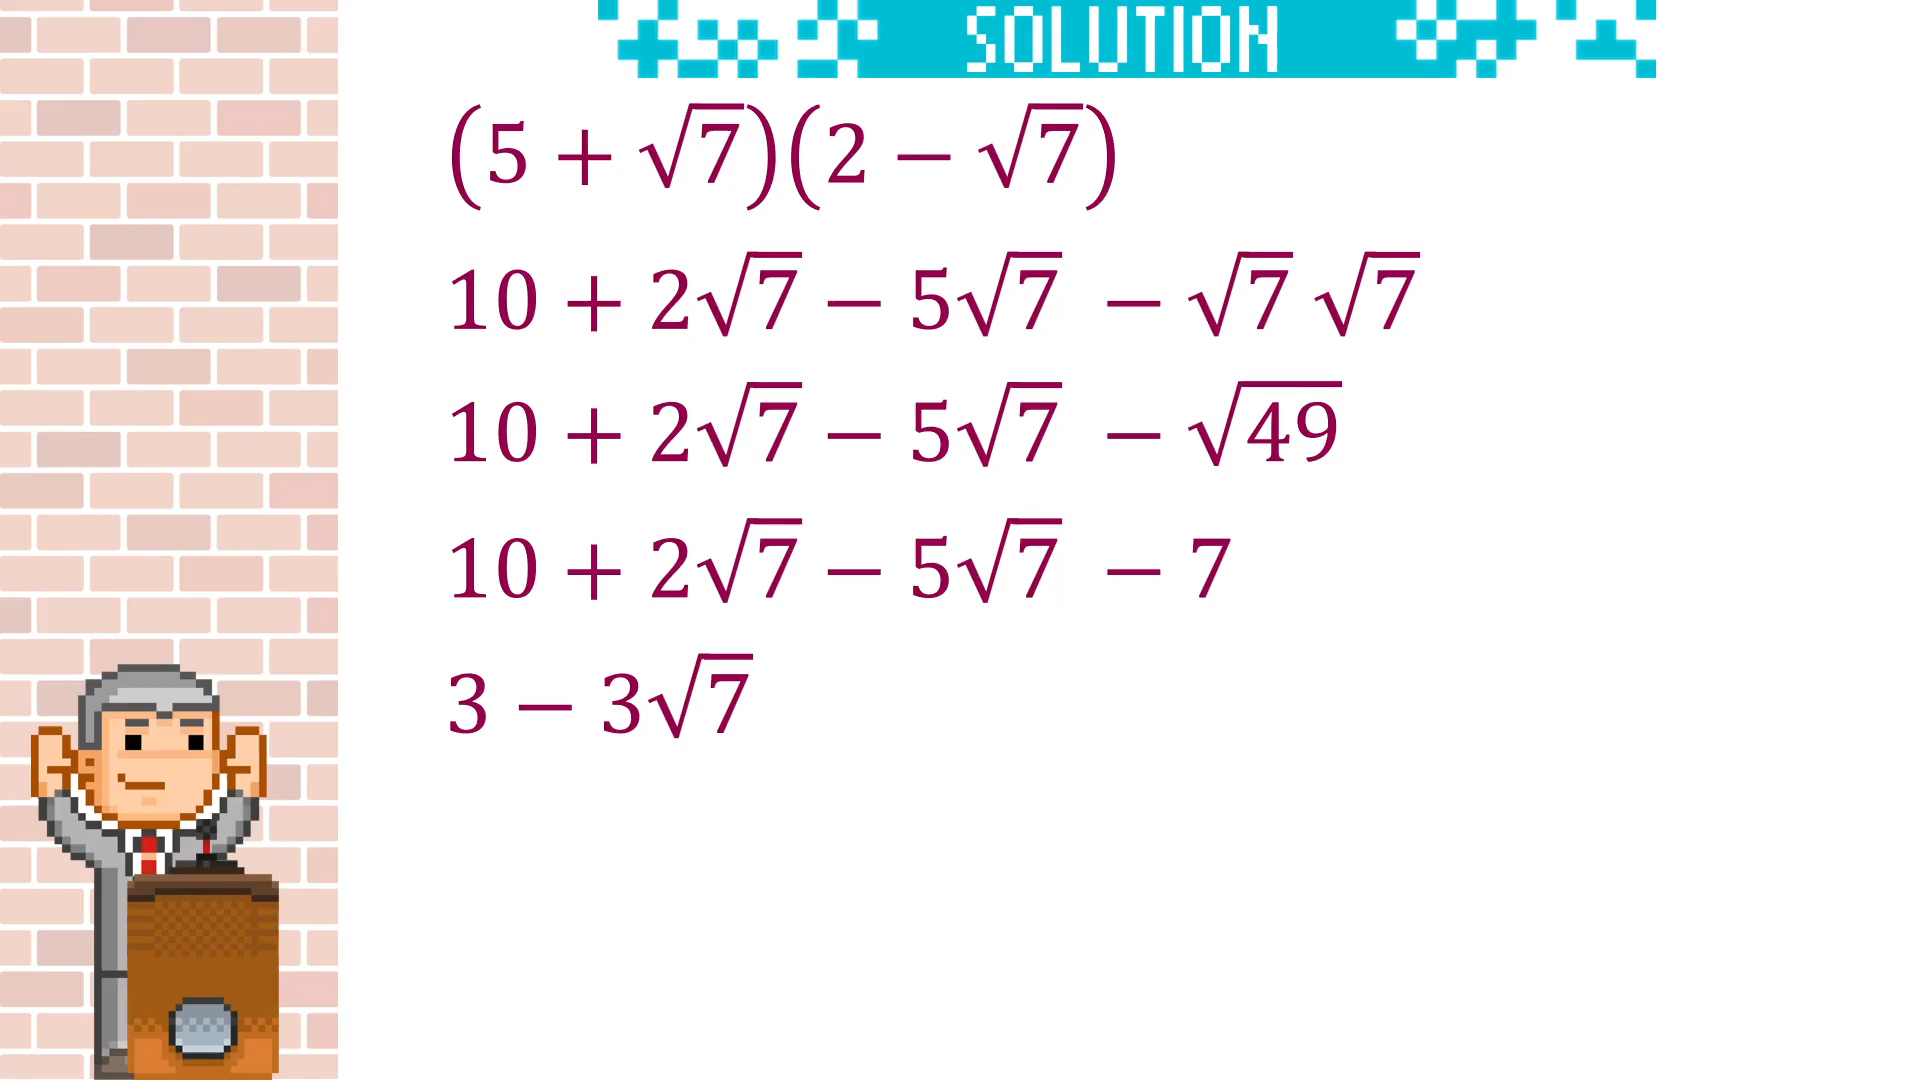 SOLUTION
(5 + √7)(2 − √7)
10 + 2√7 − 5√7 − √7 √7
10 + 2√7 − 5√7 − √49
10 + 2√7 − 5√7 − 7
3 − 3√7